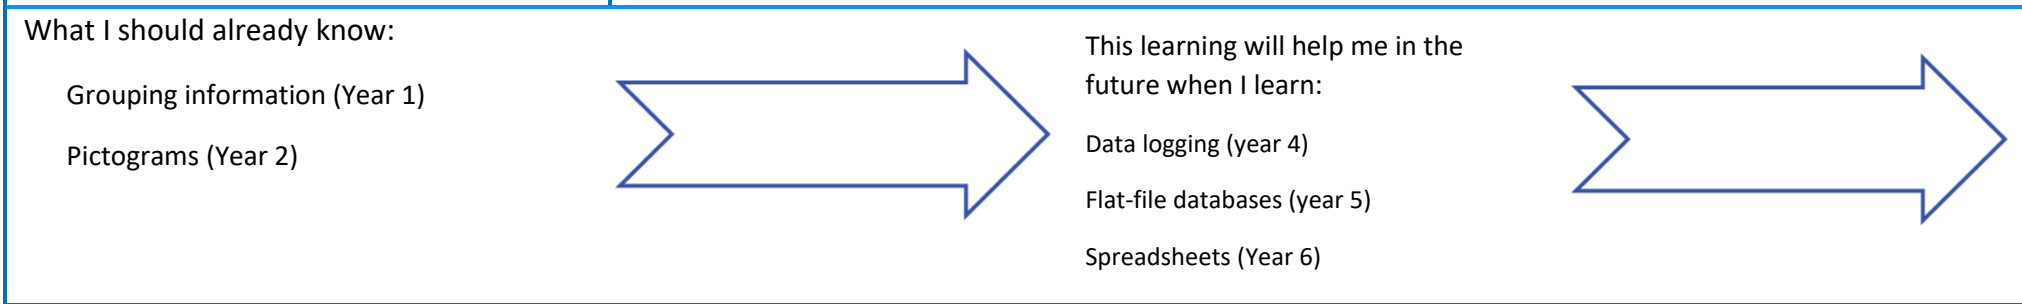 What I should already know:
Grouping information (Year 1)
Pictograms (Year 2)
This learning will help me in the
future when I learn:
Data logging (year 4)
Flat-file databases (year 5)
Spreadsheets (Year 6)